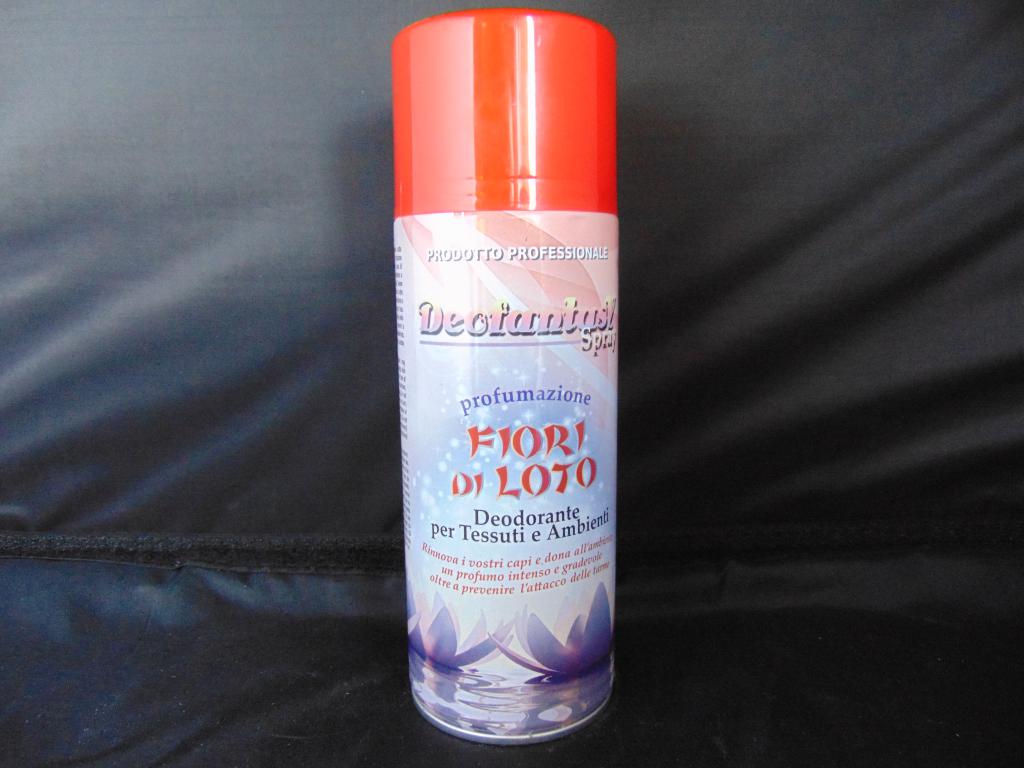 PRODOTTO PROFESSIONALE
Deofantasy
Spray
profumazione
FIORI
DI LOTO
Deodorante
per Tessuti e Ambienti
Rinnova i vostri capi e dona all'ambiente
un profumo intenso e gradevole
oltre a prevenire l'attacco delle tarme